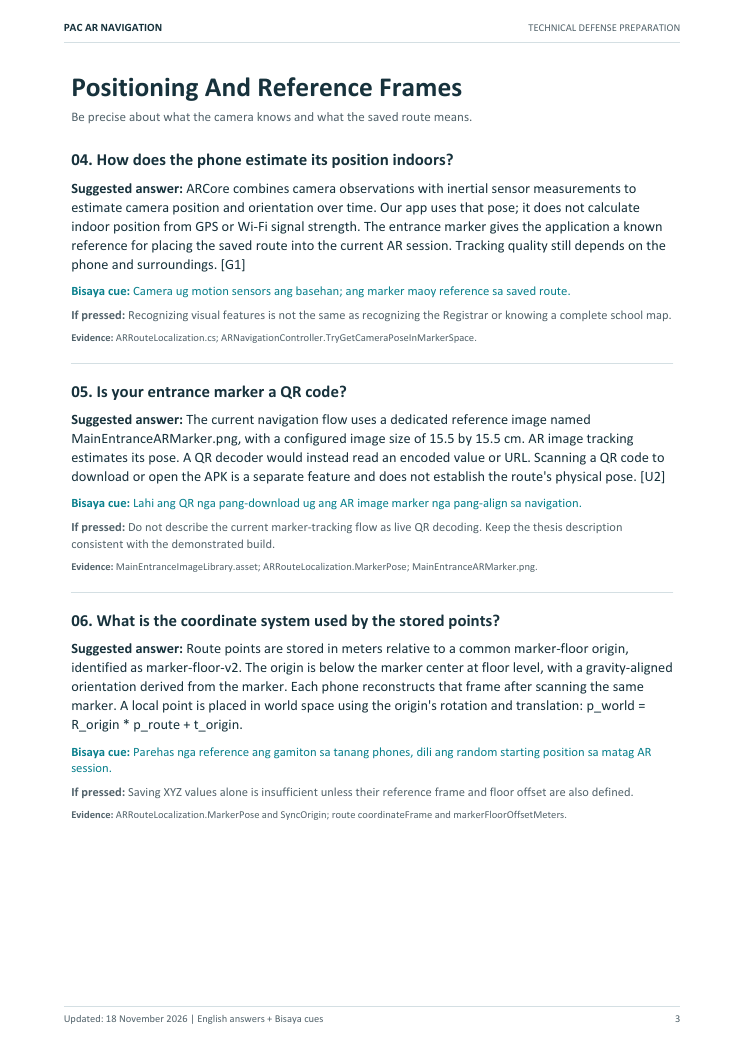 PAC AR NAVIGATION
TECHNICAL DEFENSE PREPARATION
Positioning And Reference Frames
Be precise about what the camera knows and what the saved route means.
04. How does the phone estimate its position indoors?
Suggested answer: ARCore combines camera observations with inertial sensor measurements to
estimate camera position and orientation over time. Our app uses that pose; it does not calculate
indoor position from GPS or Wi-Fi signal strength. The entrance marker gives the application a known
reference for placing the saved route into the current AR session. Tracking quality still depends on the
phone and surroundings. [G1]
Bisaya cue: Camera ug motion sensors ang basehan; ang marker maoy reference sa saved route.
If pressed: Recognizing visual features is not the same as recognizing the Registrar or knowing a complete school map.
Evidence: ARRouteLocalization.cs; ARNavigationController.TryGetCameraPoseInMarkerSpace.
05. Is your entrance marker a QR code?
Suggested answer: The current navigation flow uses a dedicated reference image named
MainEntranceARMarker.png, with a configured image size of 15.5 by 15.5 cm. AR image tracking
estimates its pose. A QR decoder would instead read an encoded value or URL. Scanning a QR code to
download or open the APK is a separate feature and does not establish the route's physical pose. [U2]
Bisaya cue: Lahi ang QR nga pang-download ug ang AR image marker nga pang-align sa navigation.
If pressed: Do not describe the current marker-tracking flow as live QR decoding. Keep the thesis description
consistent with the demonstrated build.
Evidence: MainEntranceImageLibrary.asset; ARRouteLocalization.MarkerPose; MainEntranceARMarker.png.
06. What is the coordinate system used by the stored points?
Suggested answer: Route points are stored in meters relative to a common marker-floor origin,
identified as marker-floor-v2. The origin is below the marker center at floor level, with a gravity-aligned
orientation derived from the marker. Each phone reconstructs that frame after scanning the same
marker. A local point is placed in world space using the origin's rotation and translation: p_world =
R_origin * p_route + t_origin.
Bisaya cue: Parehas nga reference ang gamiton sa tanang phones, dili ang random starting position sa matag AR
session.
If pressed: Saving XYZ values alone is insufficient unless their reference frame and floor offset are also defined.
Evidence: ARRouteLocalization.MarkerPose and SyncOrigin; route coordinateFrame and markerFloorOffsetMeters.
Updated: 18 November 2026 | English answers + Bisaya cues
3